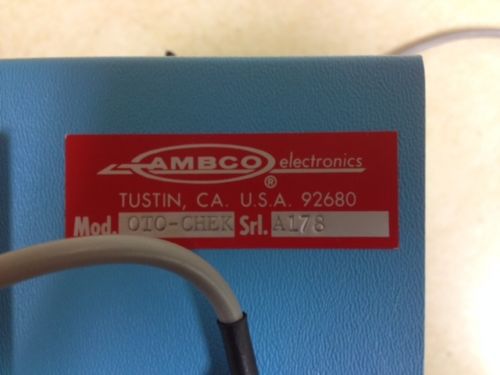 AMBCO electronics
®
TUSTIN, CA. U.S.A. 92680
Mod. OTO-CHEK Srl. A178